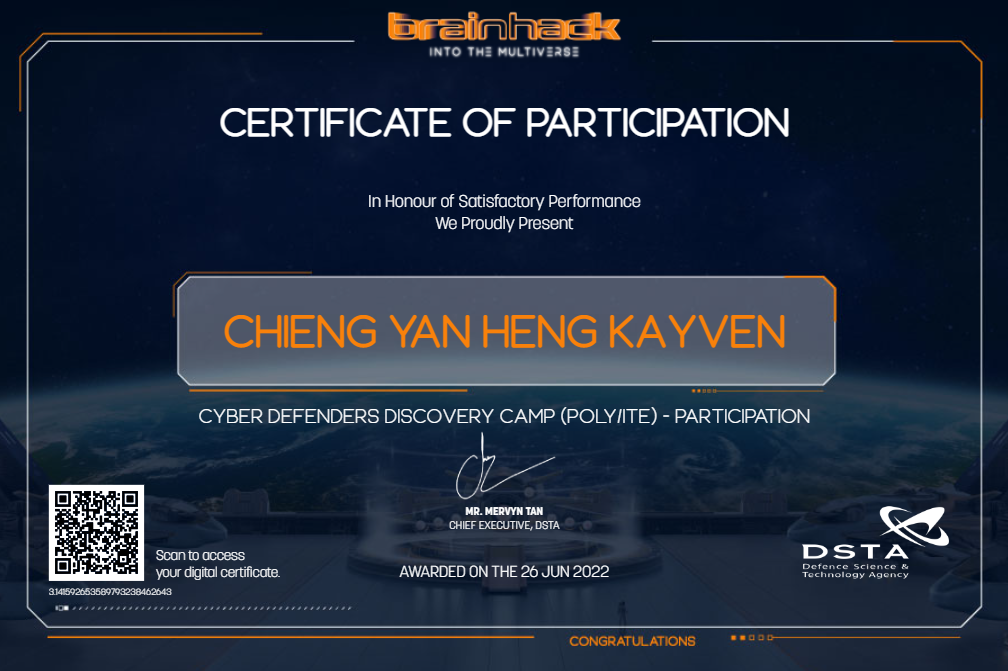 brainhack
INTO THE MULTIVERSE
CERTIFICATE OF PARTICIPATION
In Honour of Satisfactory Performance
We Proudly Present
CHIENG YAN HENG KAYVEN
CYBER DEFENDERS DISCOVERY CAMP (POLY/ITE) - PARTICIPATION
MR. MERVYN TAN
CHIEF EXECUTIVE, DSTA
Scan to access
your digital certificate.
3.141592653589793238462643
AWARDED ON THE 26 JUN 2022
DSTA
Defence Science &
Technology Agency
CONGRATULATIONS